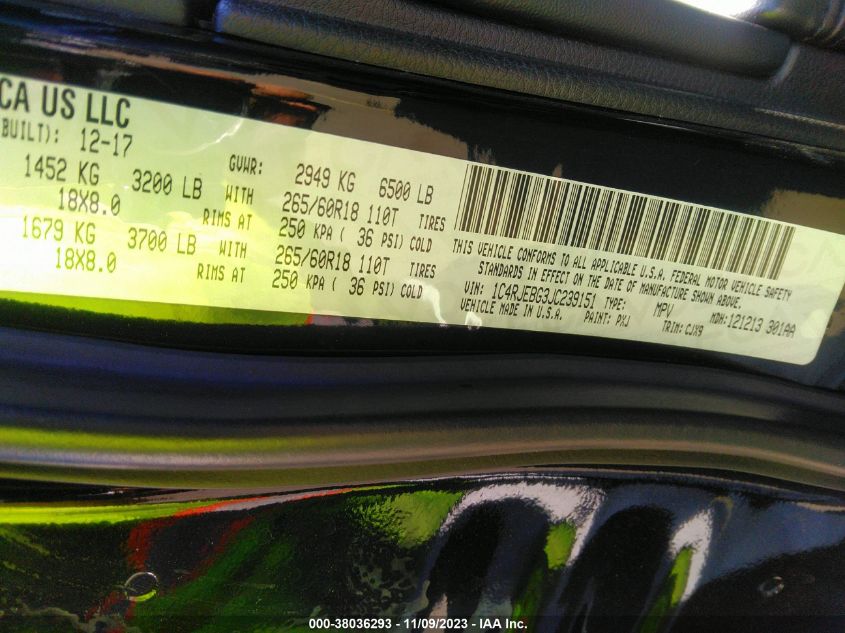 CA US LLC
BUILT): 12-17
GVWR: 2949 KG 6500 LB
1452 KG 3200 LB WITH 265/60R18 110T TIRES
18X8.0 RIMS AT 250 KPA ( 36 PSI) COLD
1679 KG 3700 LB WITH 265/60R18 110T TIRES
18X8.0 RIMS AT 250 KPA ( 36 PSI) COLD
THIS VEHICLE CONFORMS TO ALL APPLICABLE U.S.A. FEDERAL MOTOR VEHICLE SAFETY
STANDARDS IN EFFECT ON THE DATE OF MANUFACTURE SHOWN ABOVE.
VIN: 1C4RJEBG3JC239151 TYPE: MPV MDH: 121213 301AA
VEHICLE MADE IN U.S.A. PAINT: PXJ TRIM: CJX9
000-38036293 - 11/09/2023 - IAA Inc.